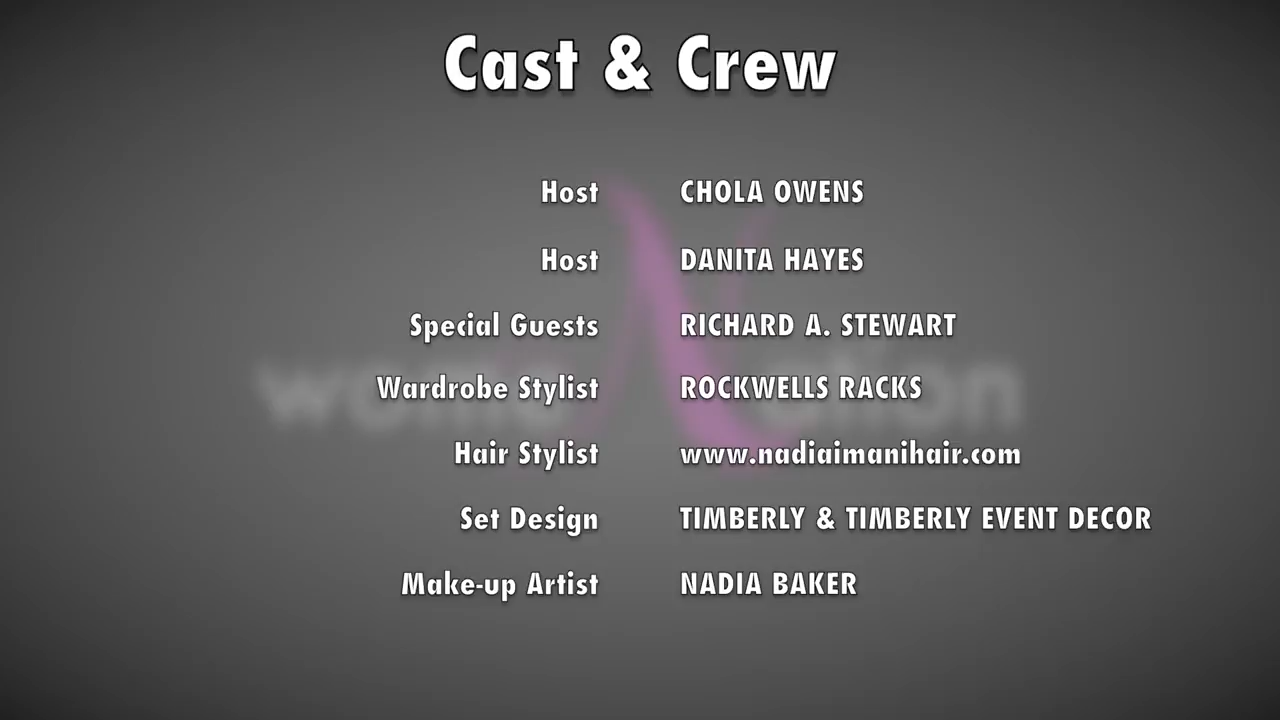 Cast & Crew
Host CHOLA OWENS
Host DANITA HAYES
Special Guests RICHARD A. STEWART
Wardrobe Stylist ROCKWELLS RACKS
Hair Stylist www.nadiaimanihair.com
Set Design TIMBERLY & TIMBERLY EVENT DECOR
Make-up Artist NADIA BAKER